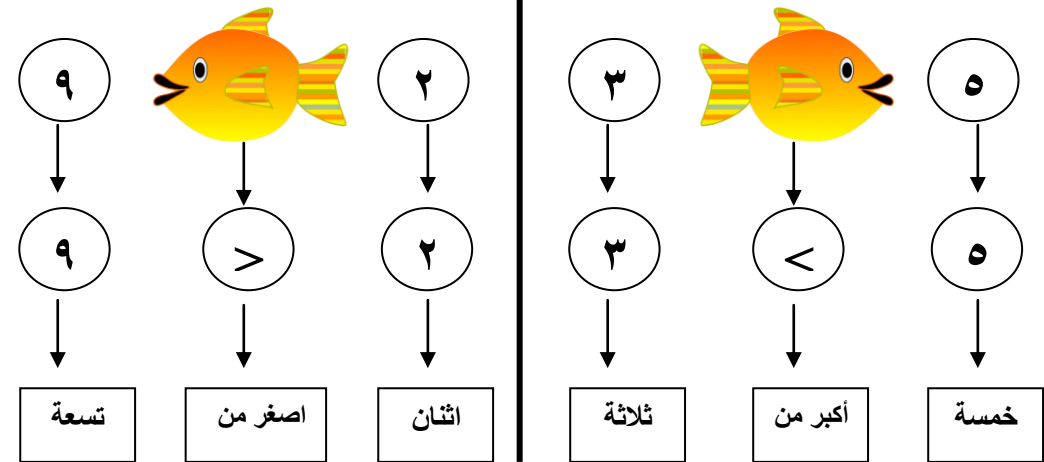 ٥ ٣
٥ < ٣
خمسة أكبر من ثلاثة
٢ ٩
٢ > ٩
اثنان اصغر من تسعة